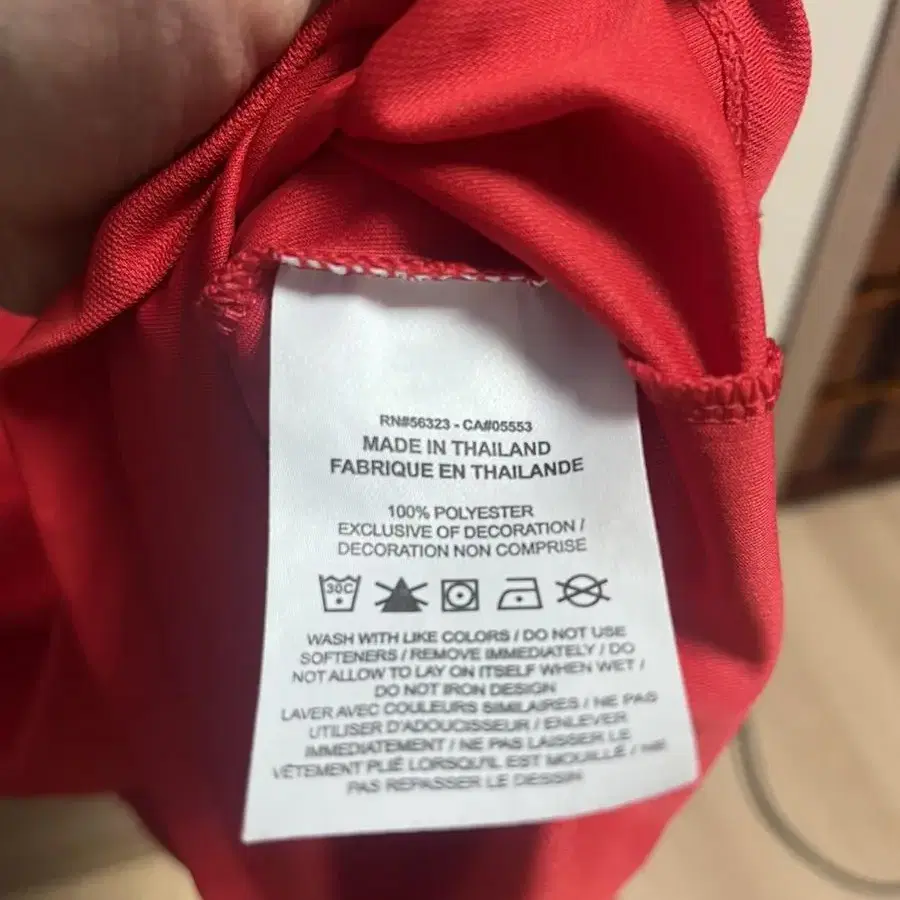 RN#56323 - CA#05553
MADE IN THAILAND
FABRIQUE EN THAILANDE
100% POLYESTER
EXCLUSIVE OF DECORATION /
DECORATION NON COMPRISE
30C
WASH WITH LIKE COLORS / DO NOT USE
SOFTENERS / REMOVE IMMEDIATELY / DO
NOT ALLOW TO LAY ON ITSELF WHEN WET /
DO NOT IRON DESIGN
LAVER AVEC COULEURS SIMILAIRES / NE PAS
UTILISER D'ADOUCISSEUR / ENLEVER
IMMEDIATEMENT / NE PAS LAISSER LE
VÊTEMENT PLIÉ LORSQU'IL EST MOUILLÉ / NE
PAS REPASSER LE DESSIN